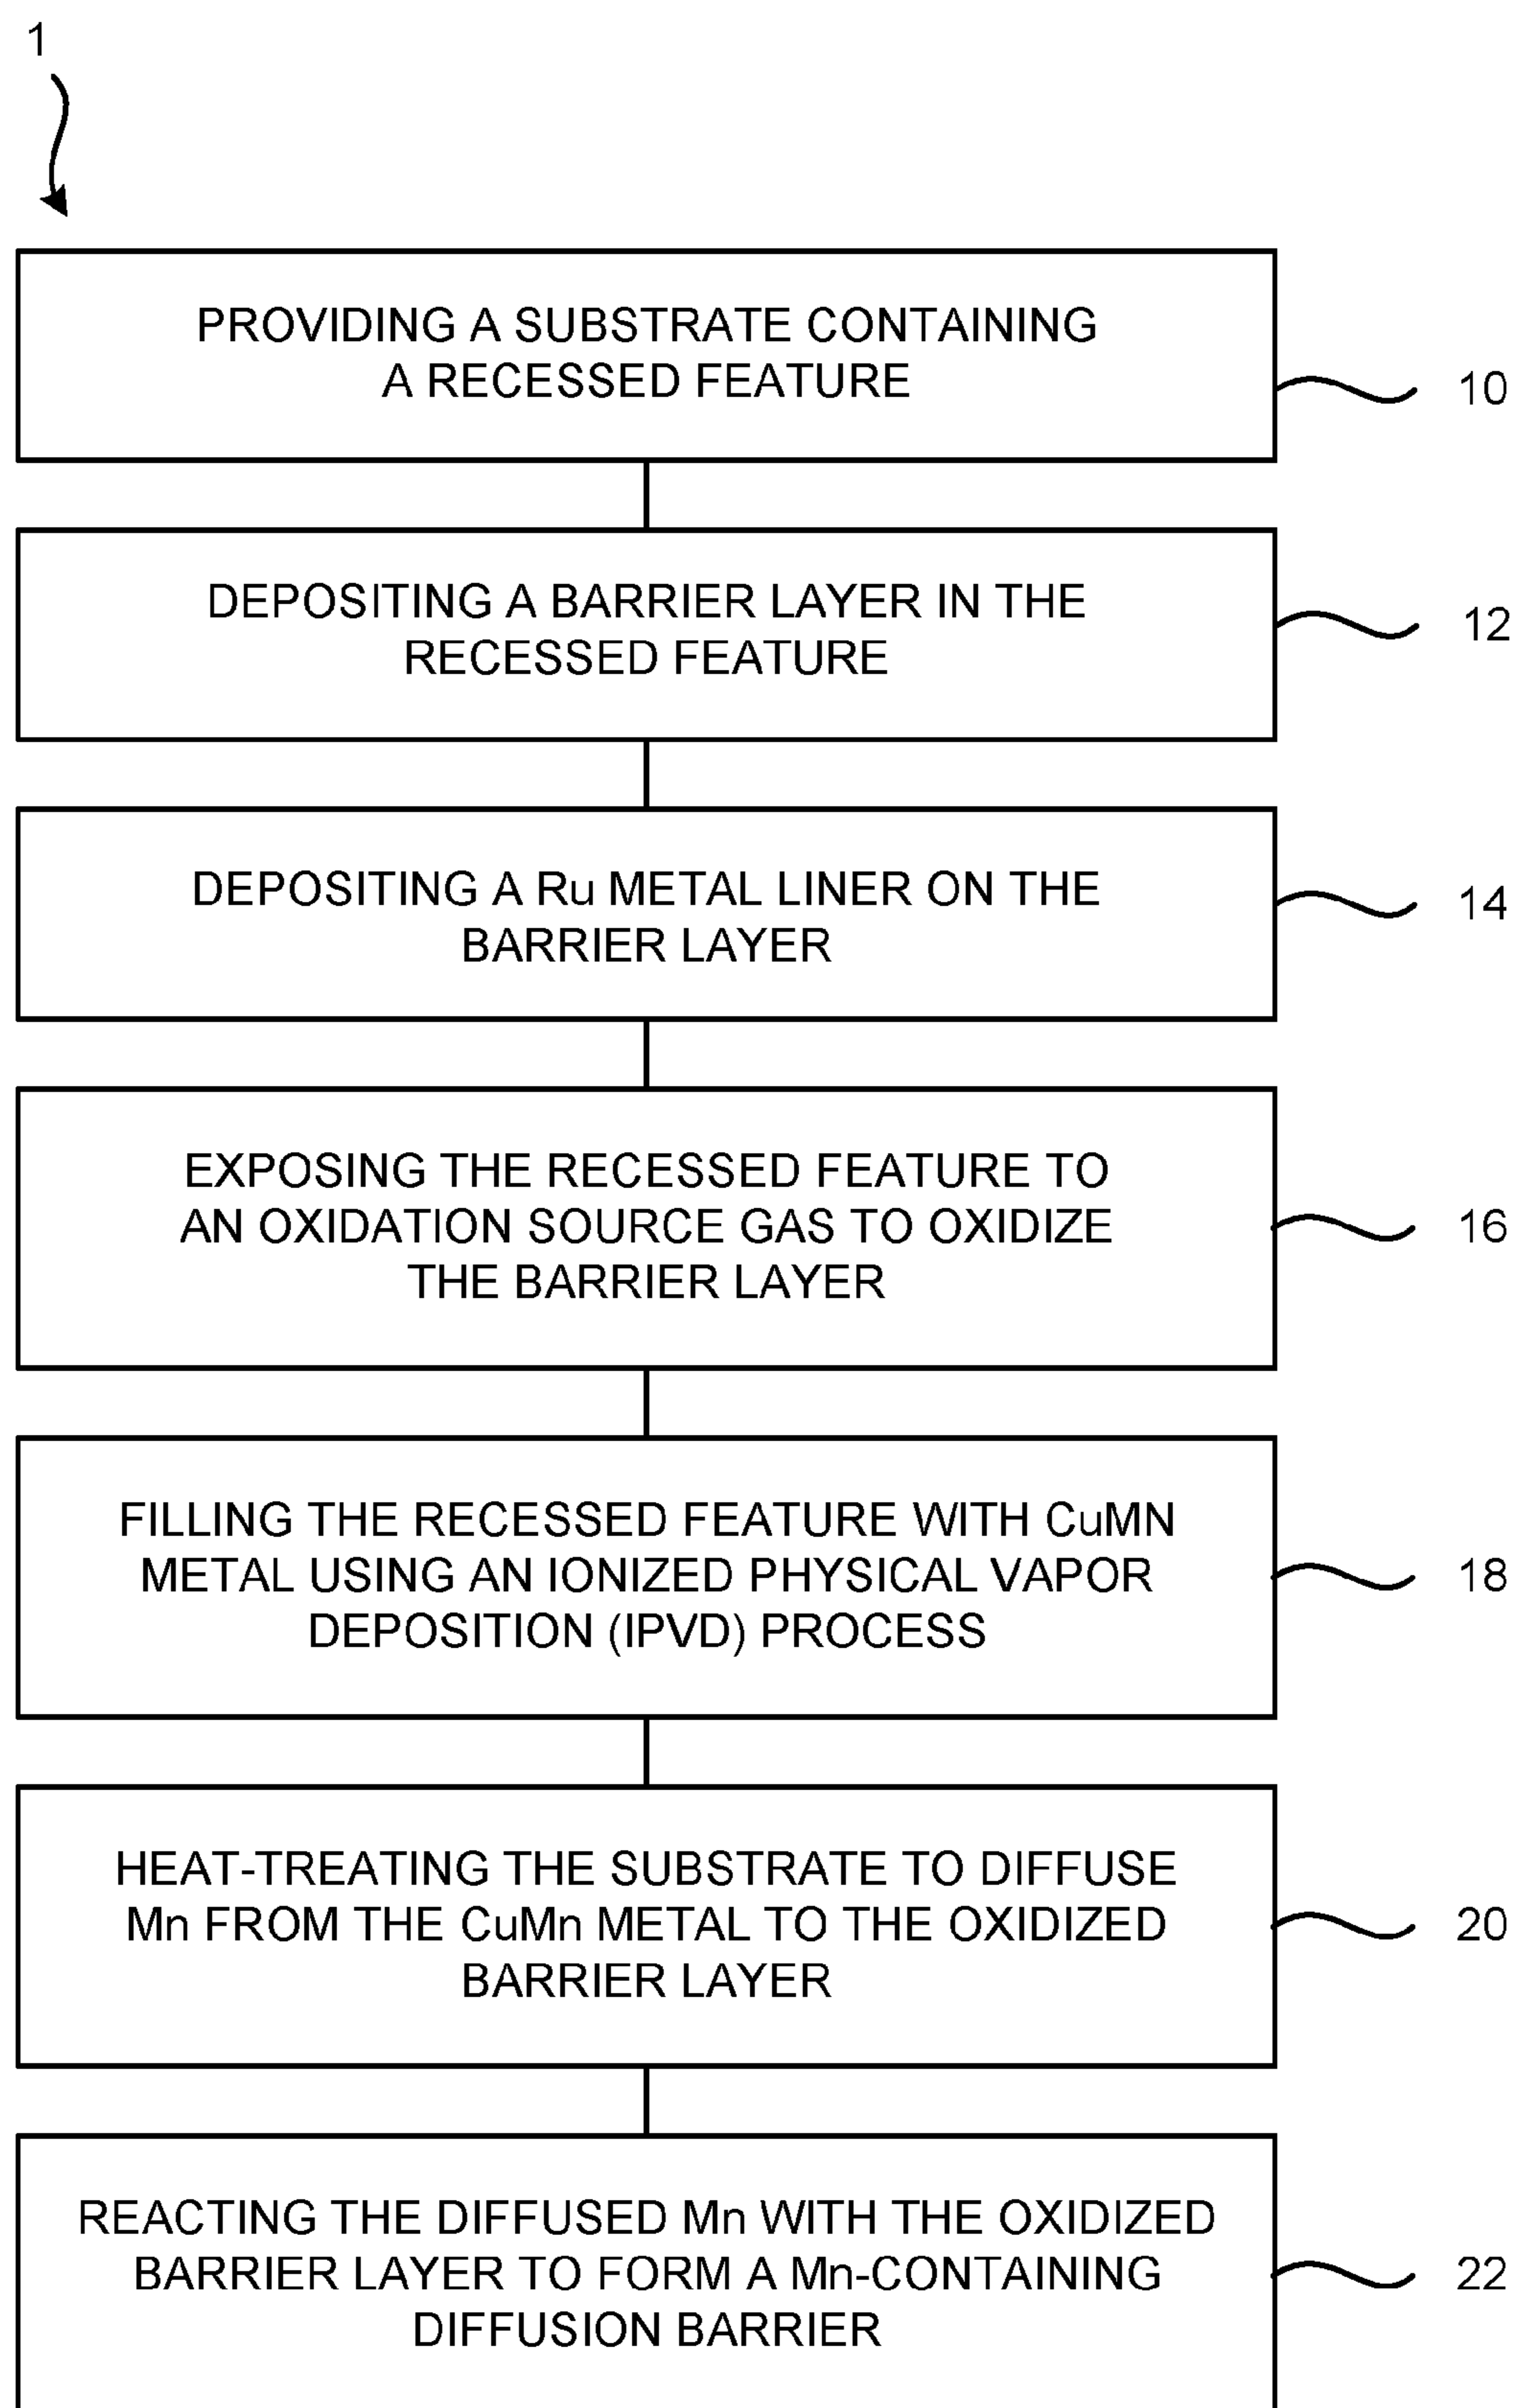 1
PROVIDING A SUBSTRATE CONTAINING
A RECESSED FEATURE
10
DEPOSITING A BARRIER LAYER IN THE
RECESSED FEATURE
12
DEPOSITING A Ru METAL LINER ON THE
BARRIER LAYER
14
EXPOSING THE RECESSED FEATURE TO
AN OXIDATION SOURCE GAS TO OXIDIZE
THE BARRIER LAYER
16
FILLING THE RECESSED FEATURE WITH CuMN
METAL USING AN IONIZED PHYSICAL VAPOR
DEPOSITION (IPVD) PROCESS
18
HEAT-TREATING THE SUBSTRATE TO DIFFUSE
Mn FROM THE CuMn METAL TO THE OXIDIZED
BARRIER LAYER
20
REACTING THE DIFFUSED Mn WITH THE OXIDIZED
BARRIER LAYER TO FORM A Mn-CONTAINING
DIFFUSION BARRIER
22